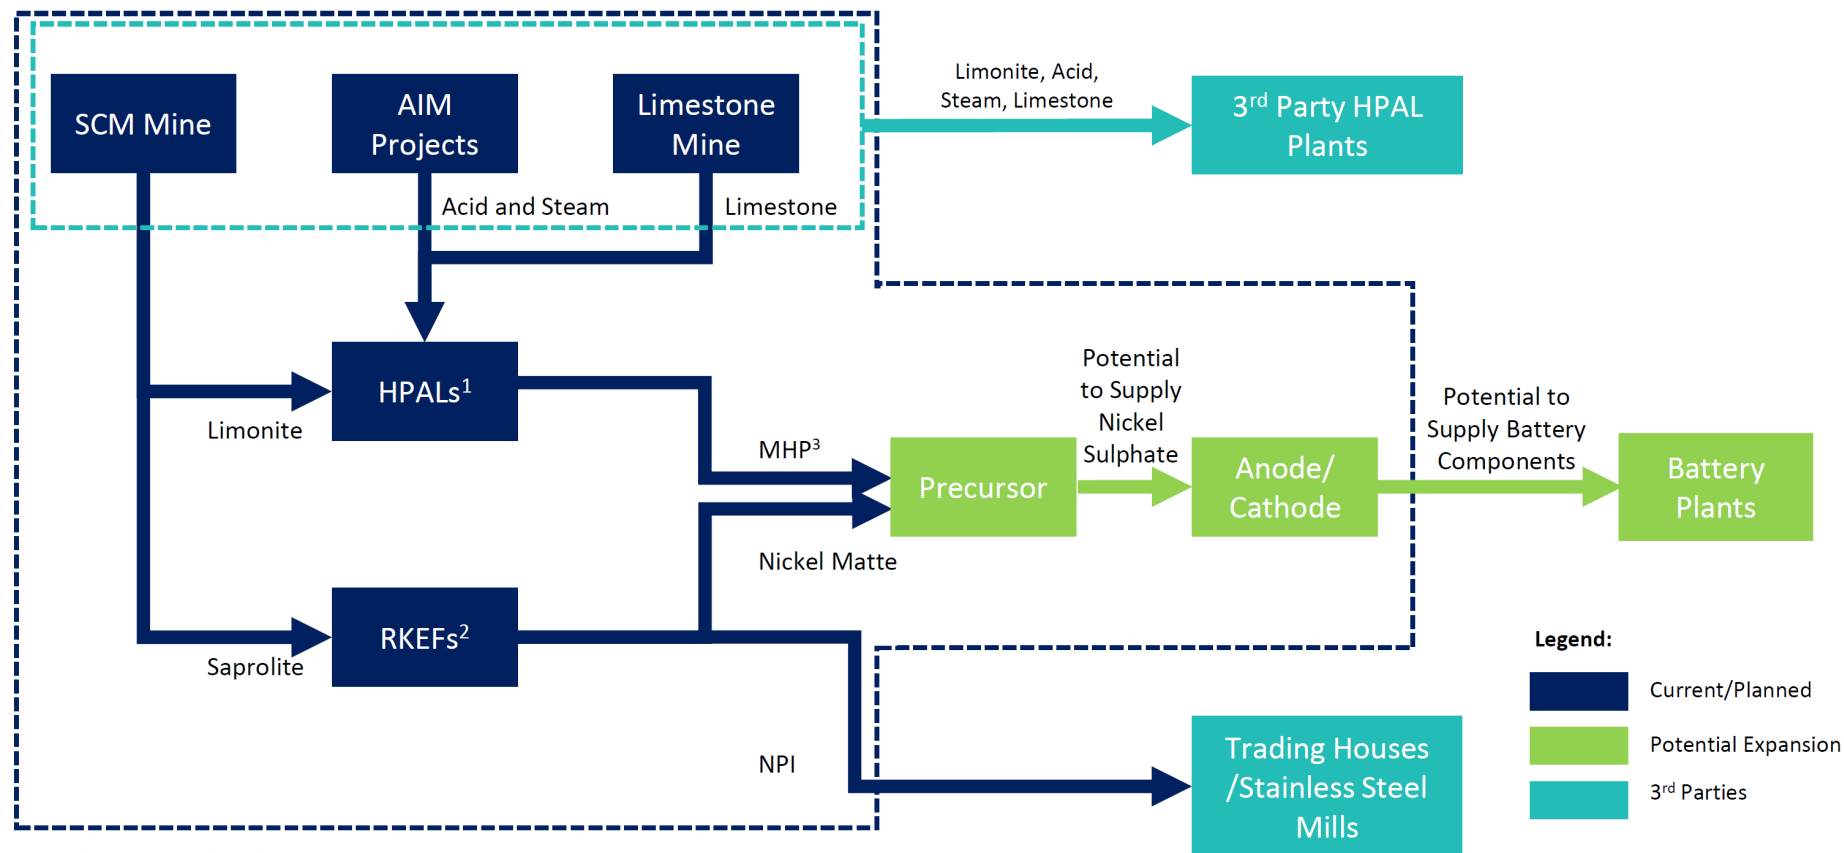 SCM Mine
AIM
Projects
Limestone
Mine
Limonite, Acid,
Steam, Limestone
3rd Party HPAL
Plants
Acid and Steam
Limestone
HPALs1
Limonite
MHP3
Potential
to Supply
Nickel
Sulphate
Precursor
Anode/
Cathode
Potential to
Supply Battery
Components
Battery
Plants
Nickel Matte
RKEFs2
Saprolite
NPI
Trading Houses
/Stainless Steel
Mills
Legend:
Current/Planned
Potential Expansion
3rd Parties